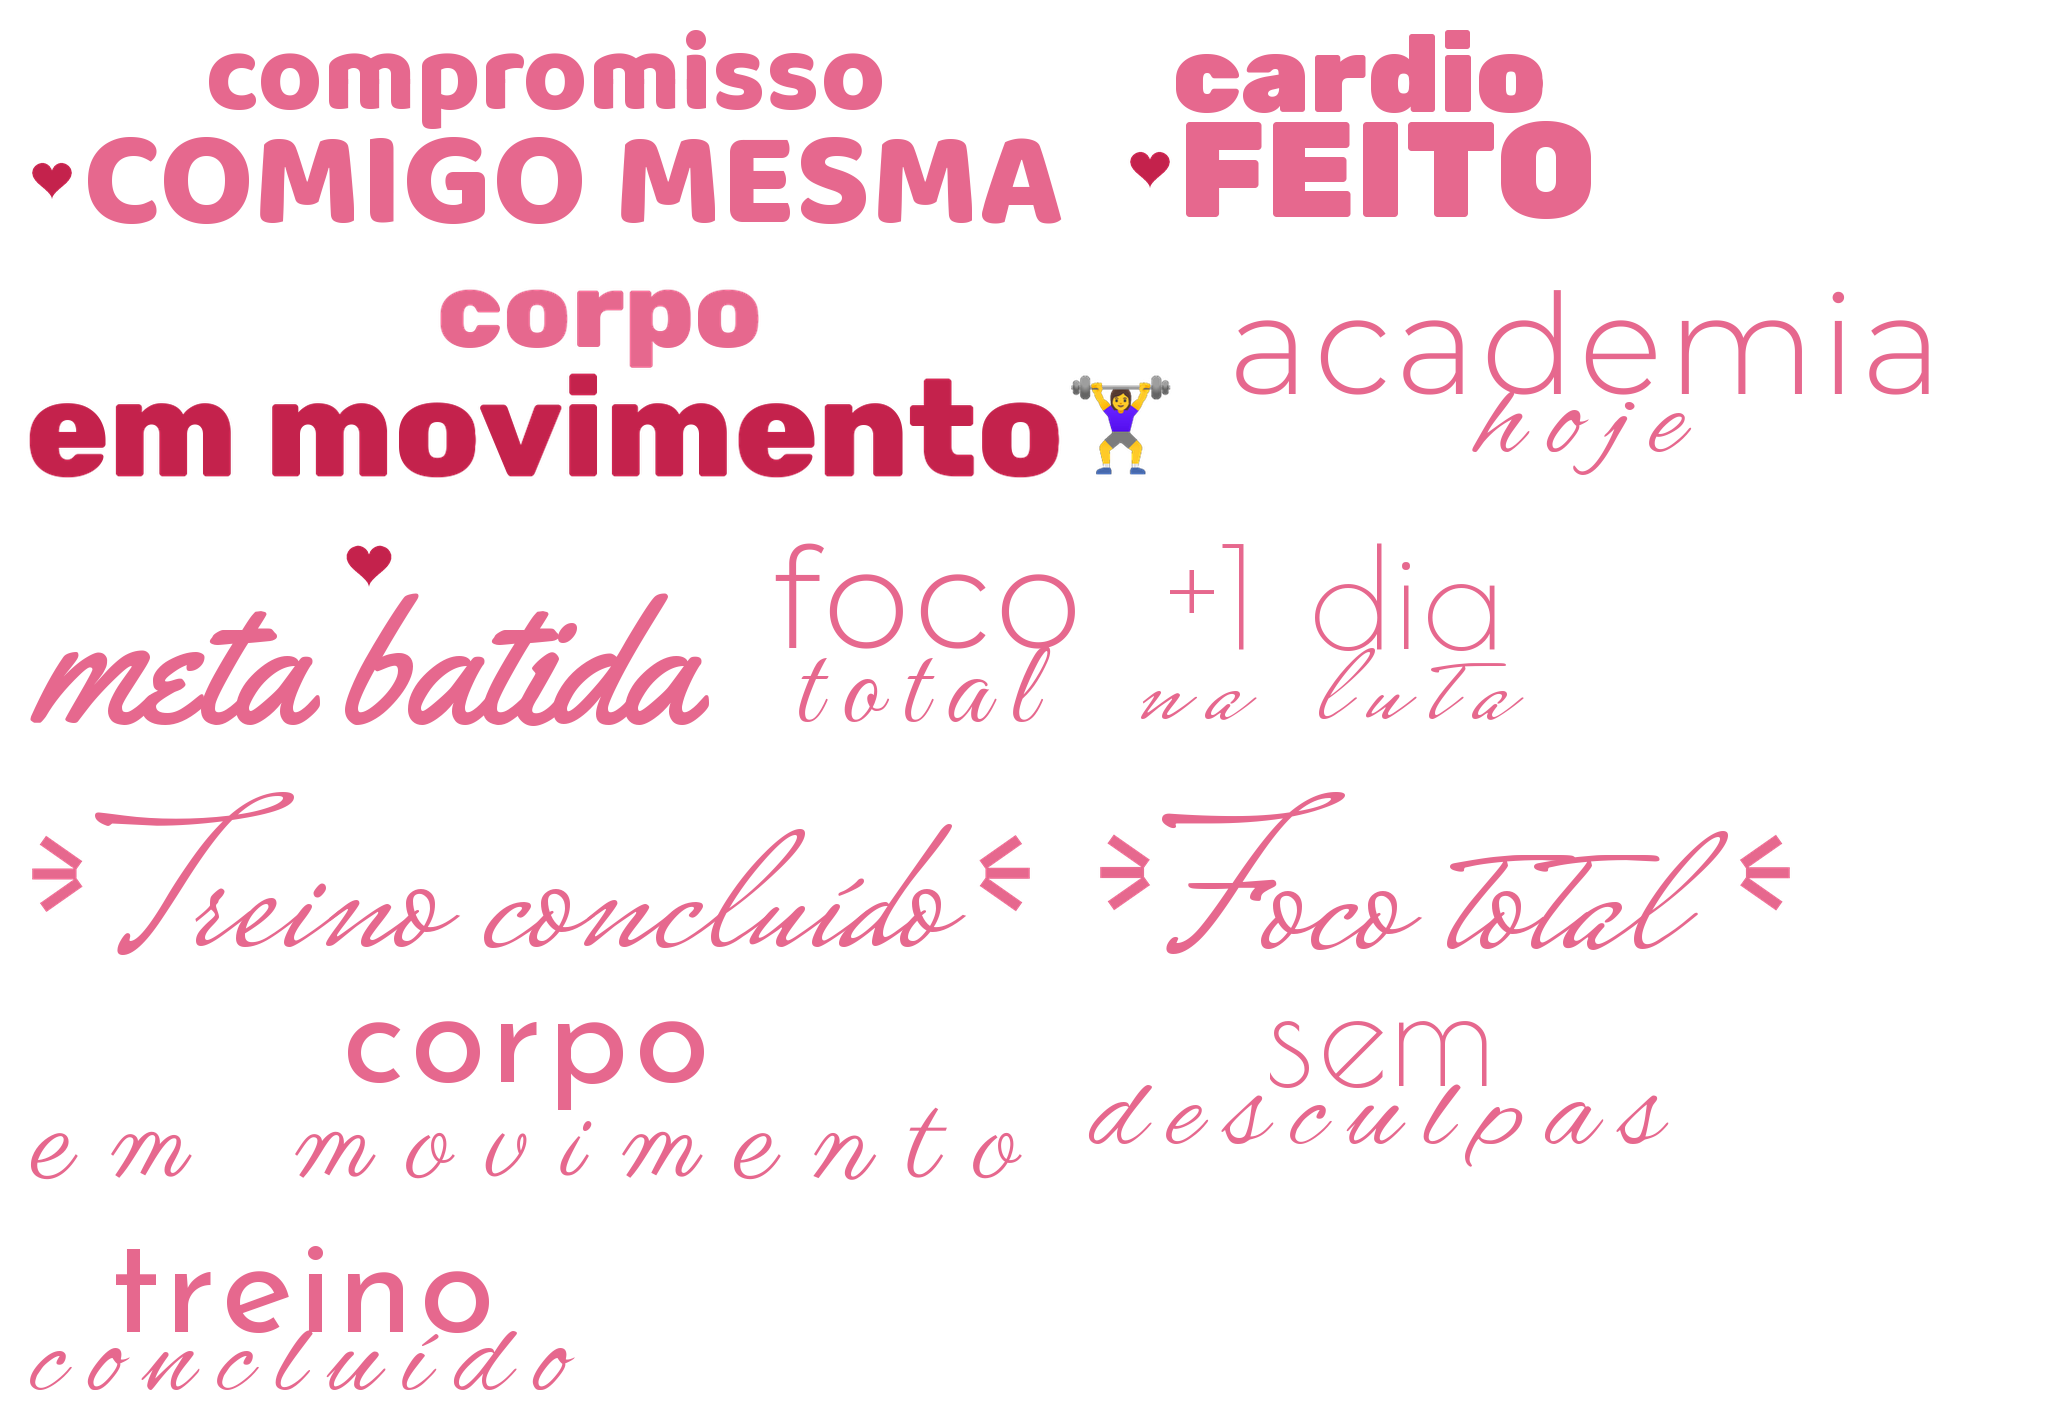 compromisso
COMIGO MESMA
cardio
FEITO
corpo
em movimento
academia
hoje
meta batida
foco
total
+1 dia
na luta
Treino concluído
Foco total
corpo
em movimento
sem
desculpas
treino
concluído